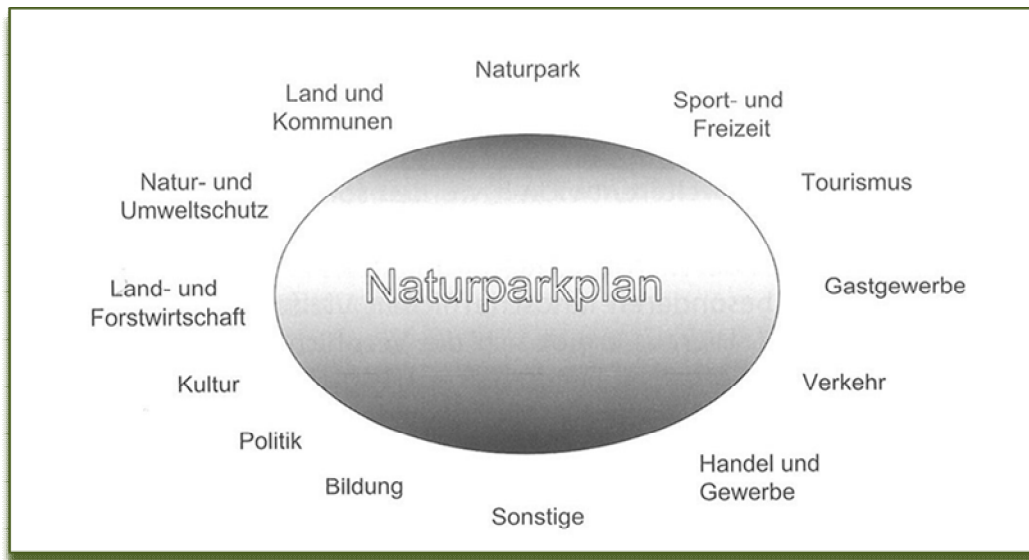 Naturpark
Land und
Kommunen
Sport- und
Freizeit
Natur- und
Umweltschutz
Tourismus
Naturparkplan
Land- und
Forstwirtschaft
Gastgewerbe
Kultur
Verkehr
Politik
Handel und
Gewerbe
Bildung
Sonstige